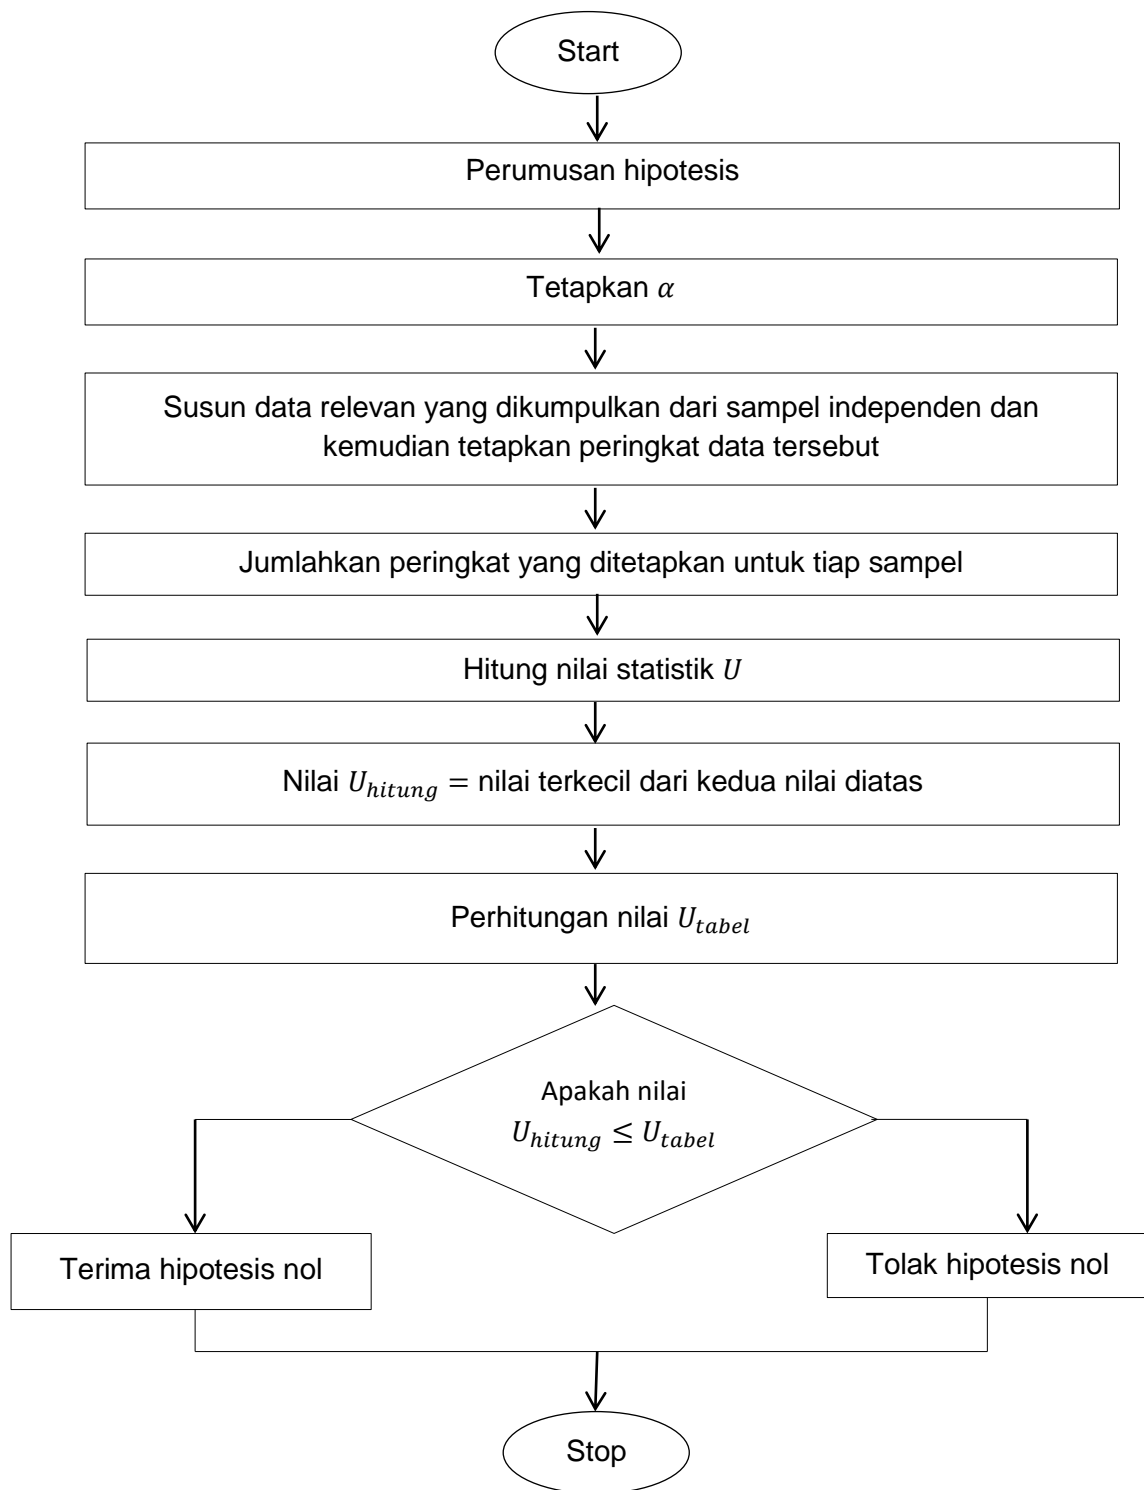 Start
Perumusan hipotesis
Tetapkan α
Susun data relevan yang dikumpulkan dari sampel independen dan
kemudian tetapkan peringkat data tersebut
Jumlahkan peringkat yang ditetapkan untuk tiap sampel
Hitung nilai statistik U
Nilai U_hitung = nilai terkecil dari kedua nilai diatas
Perhitungan nilai U_tabel
Apakah nilai
U_hitung ≤ U_tabel
Terima hipotesis nol
Tolak hipotesis nol
Stop